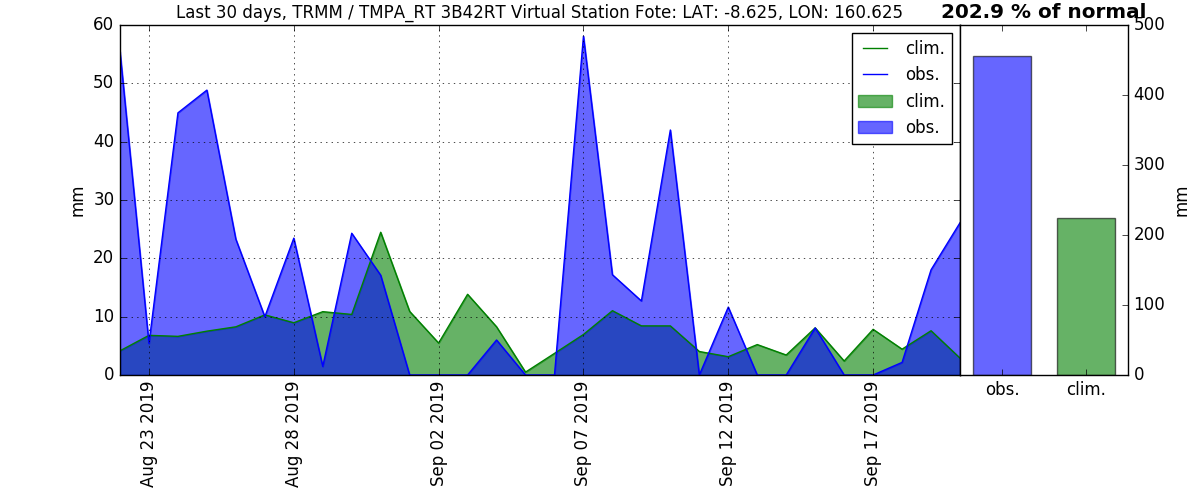 Last 30 days, TRMM / TMPA_RT 3B42RT Virtual Station Fote: LAT: -8.625, LON: 160.625
202.9 % of normal
clim.
obs.
clim.
obs.
60
50
40
30
20
10
0
mm
Aug 23 2019
Aug 28 2019
Sep 02 2019
Sep 07 2019
Sep 12 2019
Sep 17 2019
500
400
300
200
100
0
mm
obs.
clim.